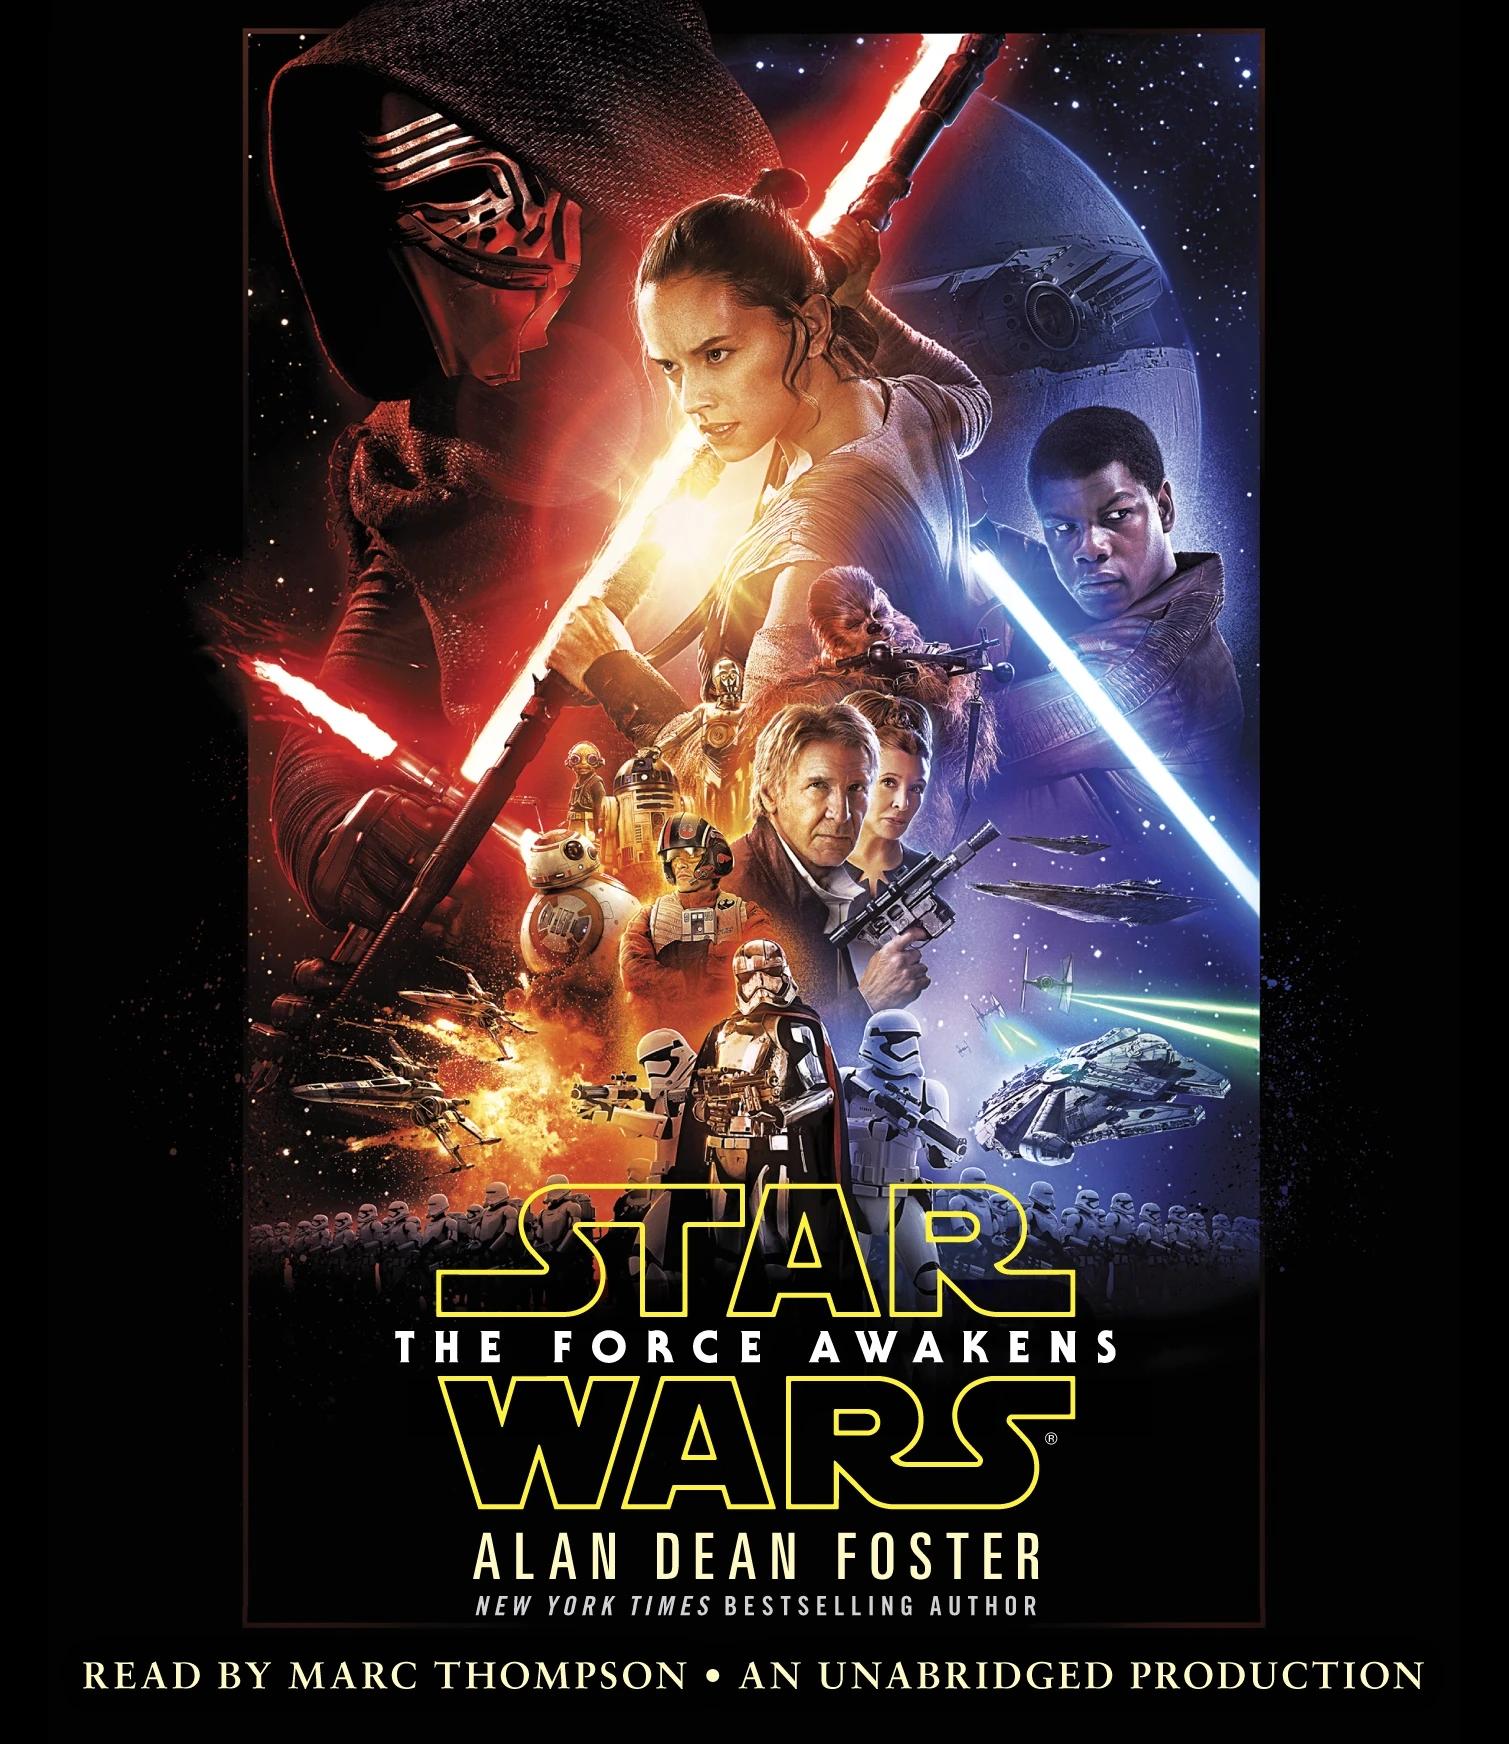 STAR
THE FORCE AWAKENS
WARS®
ALAN DEAN FOSTER
NEW YORK TIMES BESTSELLING AUTHOR
READ BY MARC THOMPSON • AN UNABRIDGED PRODUCTION